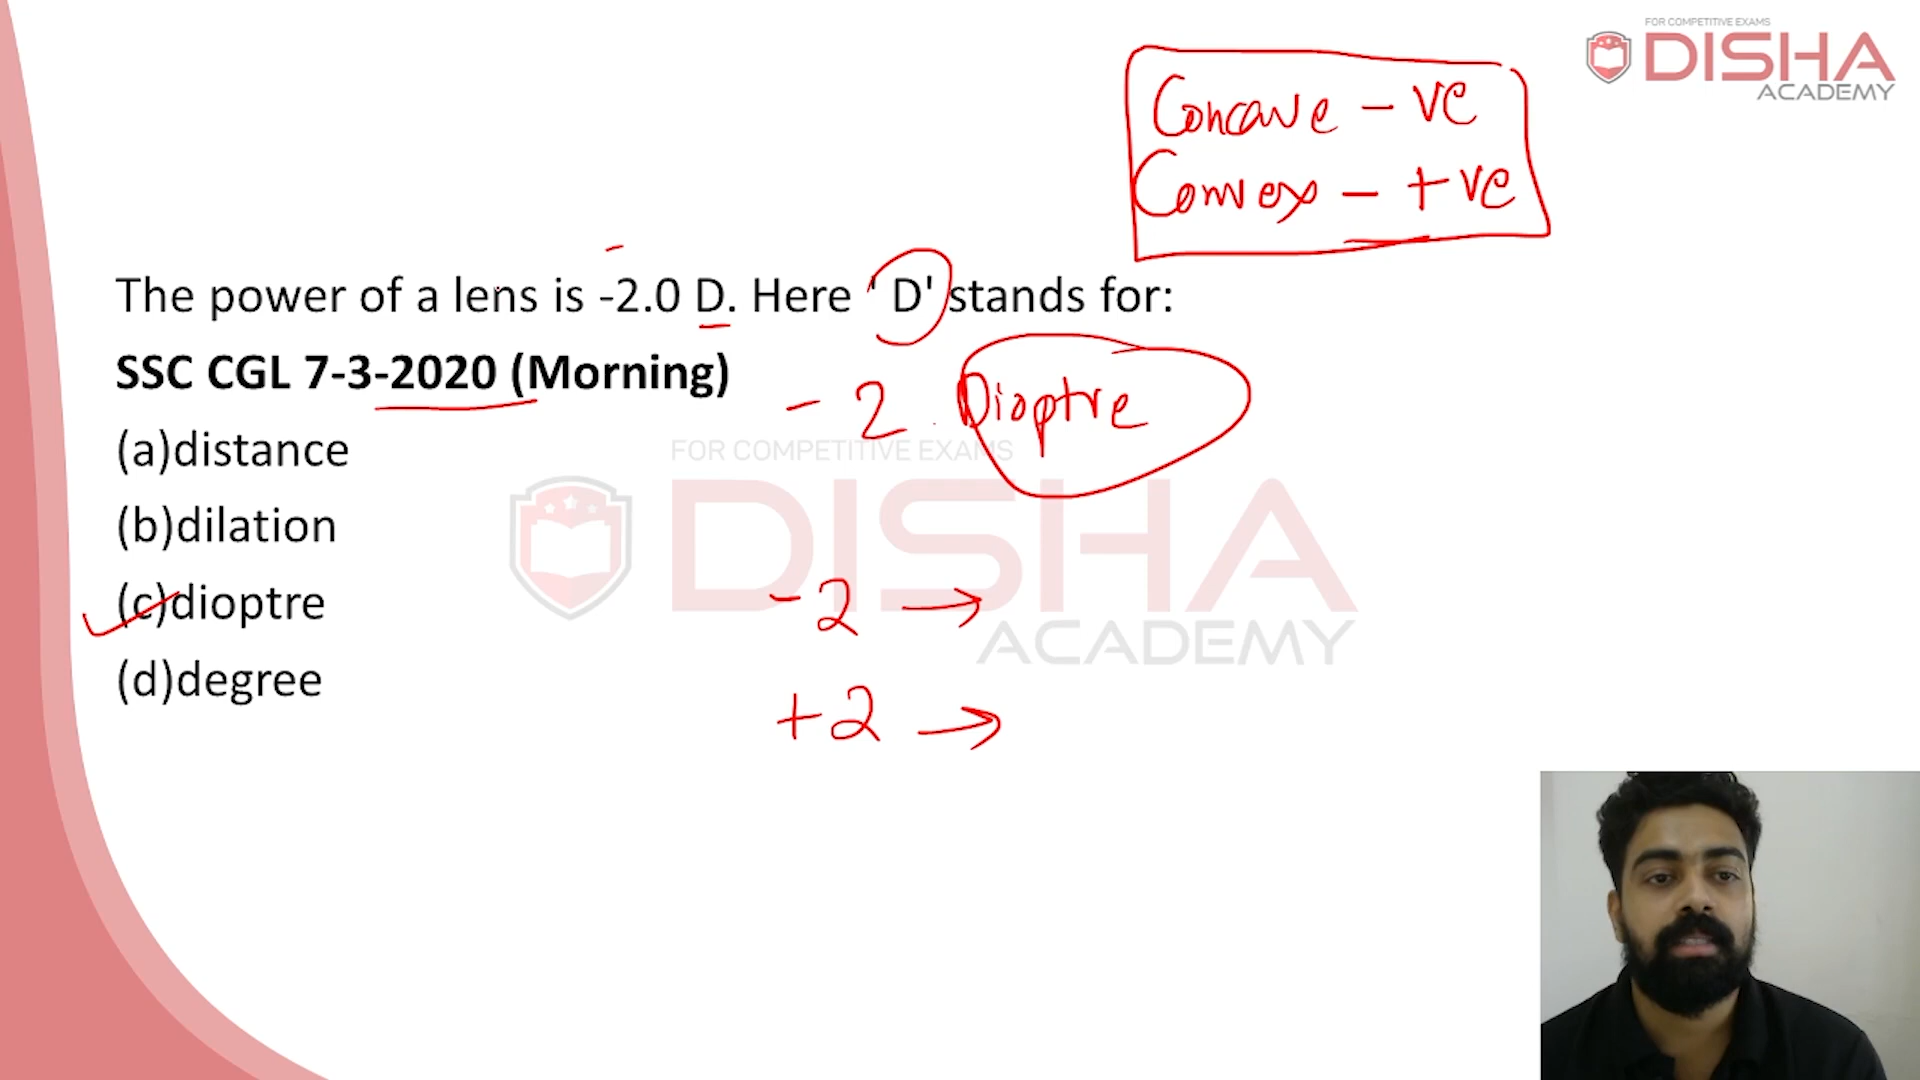 FOR COMPETITIVE EXAMS
DISHA
ACADEMY
Concave - ve
Convex - +ve
The power of a lens is -2.0 D. Here ' D' stands for:
SSC CGL 7-3-2020 (Morning)
- 2 . Dioptre
(a)distance
FOR COMPETITIVE EXAMS
DISHA
ACADEMY
(b)dilation
(c)dioptre
- 2 →
(d)degree
+2 →